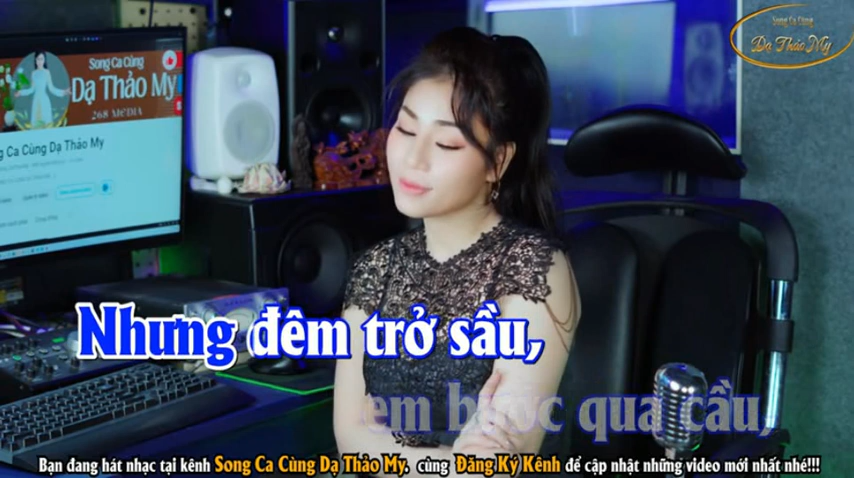 Song Ca Cùng
Dạ Thảo My
Song Ca Cùng
Dạ Thảo My
268 MEDIA
g Ca Cùng Dạ Thảo My
Nhưng đêm trở sầu,
em bước qua cầu,
Bạn đang hát nhạc tại kênh Song Ca Cùng Dạ Thảo My. cùng Đăng Ký Kênh để cập nhật những video mới nhất nhé!!!